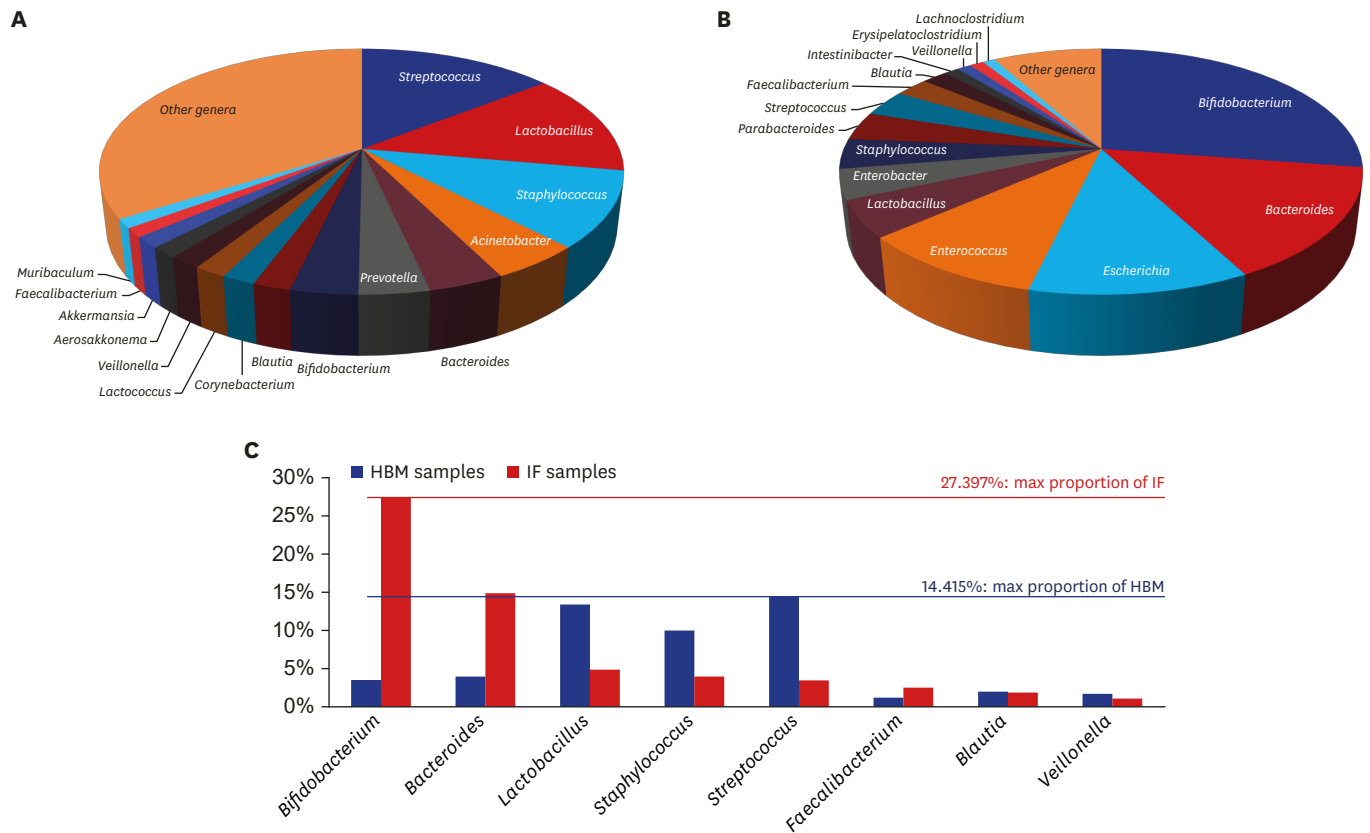 A
Streptococcus
Lactobacillus
Staphylococcus
Acinetobacter
Prevotella
Bacteroides
Bifidobacterium
Blautia
Corynebacterium
Lactococcus
Veillonella
Aerosakkonema
Akkermansia
Faecalibacterium
Muribaculum
Other genera
B
Bifidobacterium
Bacteroides
Escherichia
Enterococcus
Lactobacillus
Enterobacter
Staphylococcus
Parabacteroides
Streptococcus
Faecalibacterium
Blautia
Intestinibacter
Veillonella
Erysipelatoclostridium
Lachnoclostridium
Other genera
C
HBM samples
IF samples
30%
25%
20%
15%
10%
5%
0%
27.397%: max proportion of IF
14.415%: max proportion of HBM
Bifidobacterium
Bacteroides
Lactobacillus
Staphylococcus
Streptococcus
Faecalibacterium
Blautia
Veillonella